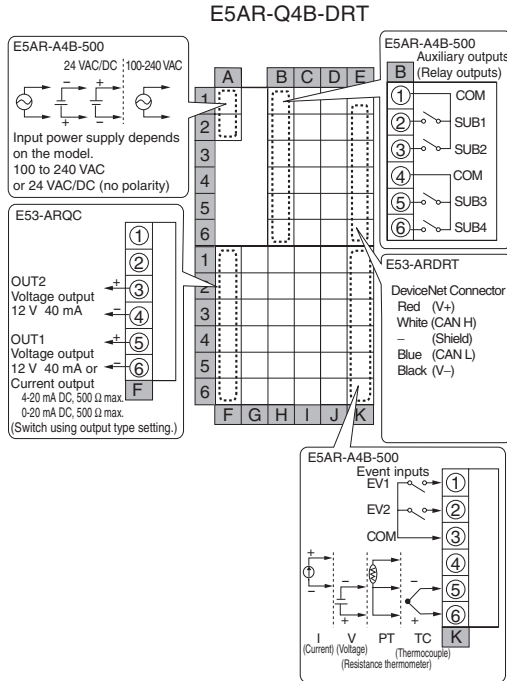 E5AR-Q4B-DRT
E5AR-A4B-500
24 VAC/DC 100-240 VAC
Input power supply depends
on the model.
100 to 240 VAC
or 24 VAC/DC (no polarity)
E53-ARQC
1
2
OUT2
Voltage output
12 V 40 mA
+ 3
− 4
OUT1
Voltage output
12 V 40 mA or
Current output
4-20 mA DC, 500 Ω max.
0-20 mA DC, 500 Ω max.
(Switch using output type setting.)
+ 5
− 6
F
A B C D E
1
2
3
4
5
6
1
2
3
4
5
6
F G H I J K
E5AR-A4B-500
Auxiliary outputs
(Relay outputs)
B
1 COM
2 SUB1
3 SUB2
4 COM
5 SUB3
6 SUB4
E53-ARDRT
DeviceNet Connector
Red (V+)
White (CAN H)
– (Shield)
Blue (CAN L)
Black (V–)
E5AR-A4B-500
Event inputs
EV1 1
EV2 2
COM 3
4
5
6
K
+ − − + − +
I V PT TC
(Current) (Voltage) (Thermocouple)
(Resistance thermometer)